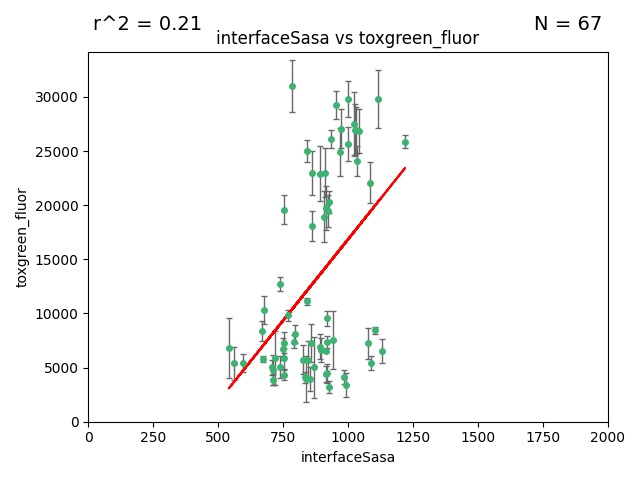 r^2 = 0.21
N = 67
interfaceSasa vs toxgreen_fluor
toxgreen_fluor
30000
25000
20000
15000
10000
5000
0
0 250 500 750 1000 1250 1500 1750 2000
interfaceSasa